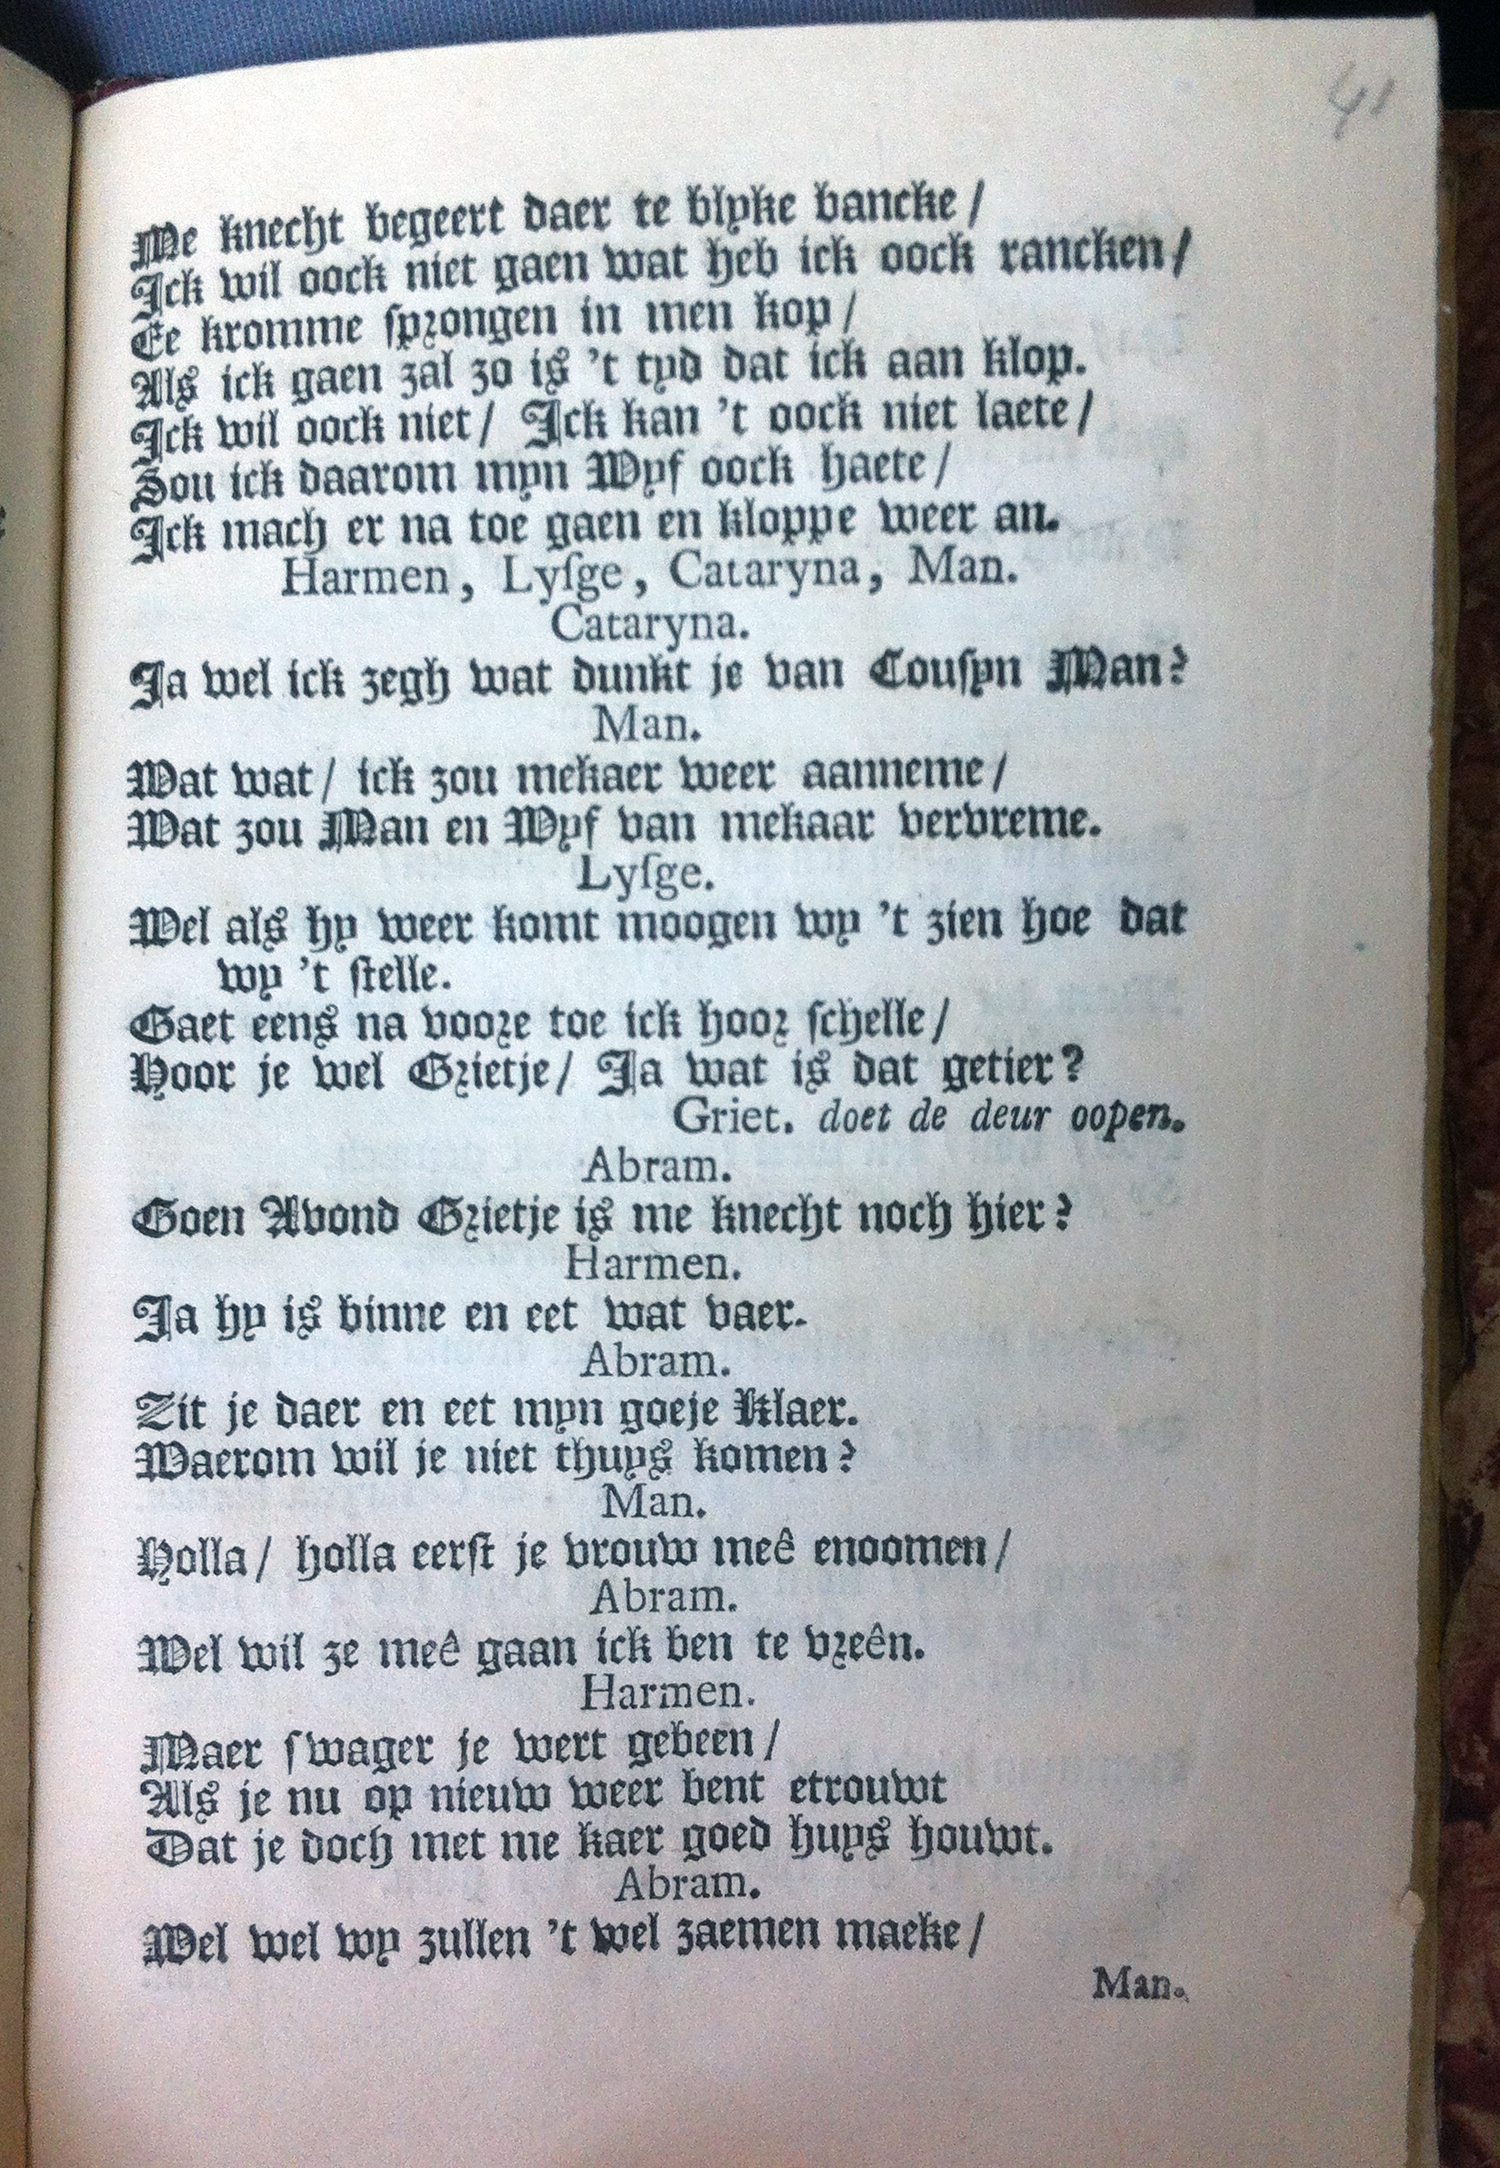 41
Me knecht begeert daer te blyke bancke /
Ick wil oock niet gaen wat heb ick oock rancken /
Ee kromme sprongen in men kop /
Als ick gaen zal zo is 't tyd dat ick aan klop.
Ick wil oock niet / Ick kan 't oock niet laete /
Zou ick daarom myn Wyf oock haete /
Ick mach er na toe gaen en kloppe weer an.
Harmen, Lyſge, Cataryna, Man.
Cataryna.
Ja wel ick zegh wat dunkt je van Couſyn Man?
Man.
Wat wat / ick zou mekaer weer aanneme /
Wat zou Man en Wyf van mekaar vervreme.
Lyſge.
Wel als hy weer komt moogen wy 't zien hoe dat
wy 't ſtelle.
Gaet eens na voore toe ick hoor ſchelle /
Hoor je wel Grietje / Ja wat is dat getier?
Griet. doet de deur oopen.
Abram.
Goen Avond Grietje is me knecht noch hier?
Harmen.
Ja hy is binne en eet wat vaer.
Abram.
Zit je daer en eet myn goeje Klaer.
Waerom wil je niet thuys komen?
Man.
Holla / holla eerſt je vrouw meê enoomen /
Abram.
Wel wil ze meê gaan ick ben te vreên.
Harmen.
Maer ſwager je wert gebeen /
Als je nu op nieuw weer bent etrouwt
Dat je doch met me kaer goed huys houwt.
Abram.
Wel wel wy zullen 't wel zaemen maeke /
Man.